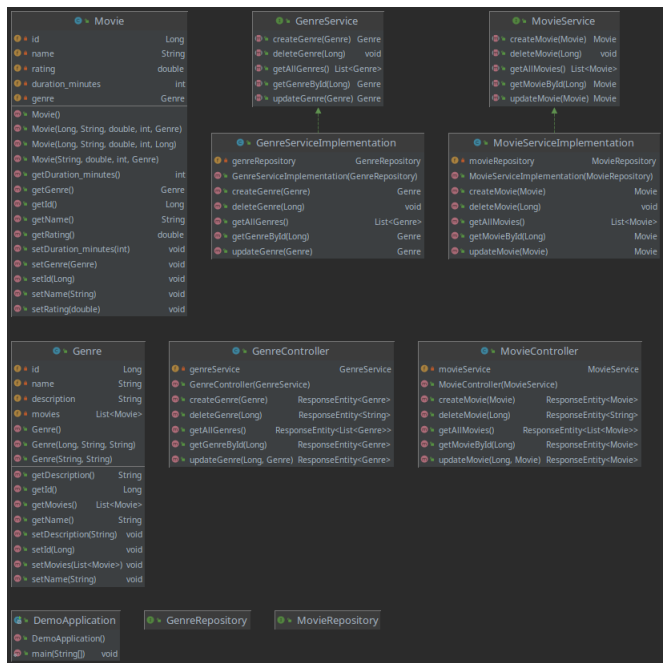 Movie
id Long
name String
rating double
duration_minutes int
genre Genre
Movie()
Movie(Long, String, double, int, Genre)
Movie(Long, String, double, int, Long)
Movie(String, double, int, Genre)
getDuration_minutes() int
getGenre() Genre
getId() Long
getName() String
getRating() double
setDuration_minutes(int) void
setGenre(Genre) void
setId(Long) void
setName(String) void
setRating(double) void
GenreService
createGenre(Genre) Genre
deleteGenre(Long) void
getAllGenres() List<Genre>
getGenreById(Long) Genre
updateGenre(Genre) Genre
MovieService
createMovie(Movie) Movie
deleteMovie(Long) void
getAllMovies() List<Movie>
getMovieById(Long) Movie
updateMovie(Movie) Movie
GenreServiceImplementation
genreRepository GenreRepository
GenreServiceImplementation(GenreRepository)
createGenre(Genre) Genre
deleteGenre(Long) void
getAllGenres() List<Genre>
getGenreById(Long) Genre
updateGenre(Genre) Genre
MovieServiceImplementation
movieRepository MovieRepository
MovieServiceImplementation(MovieRepository)
createMovie(Movie) Movie
deleteMovie(Long) void
getAllMovies() List<Movie>
getMovieById(Long) Movie
updateMovie(Movie) Movie
Genre
id Long
name String
description String
movies List<Movie>
Genre()
Genre(Long, String, String)
Genre(String, String)
getDescription() String
getId() Long
getMovies() List<Movie>
getName() String
setDescription(String) void
setId(Long) void
setMovies(List<Movie>) void
setName(String) void
GenreController
genreService GenreService
GenreController(GenreService)
createGenre(Genre) ResponseEntity<Genre>
deleteGenre(Long) ResponseEntity<String>
getAllGenres() ResponseEntity<List<Genre>>
getGenreById(Long) ResponseEntity<Genre>
updateGenre(Long, Genre) ResponseEntity<Genre>
MovieController
movieService MovieService
MovieController(MovieService)
createMovie(Movie) ResponseEntity<Movie>
deleteMovie(Long) ResponseEntity<String>
getAllMovies() ResponseEntity<List<Movie>>
getMovieById(Long) ResponseEntity<Movie>
updateMovie(Long, Movie) ResponseEntity<Movie>
DemoApplication
DemoApplication()
main(String[]) void
GenreRepository
MovieRepository